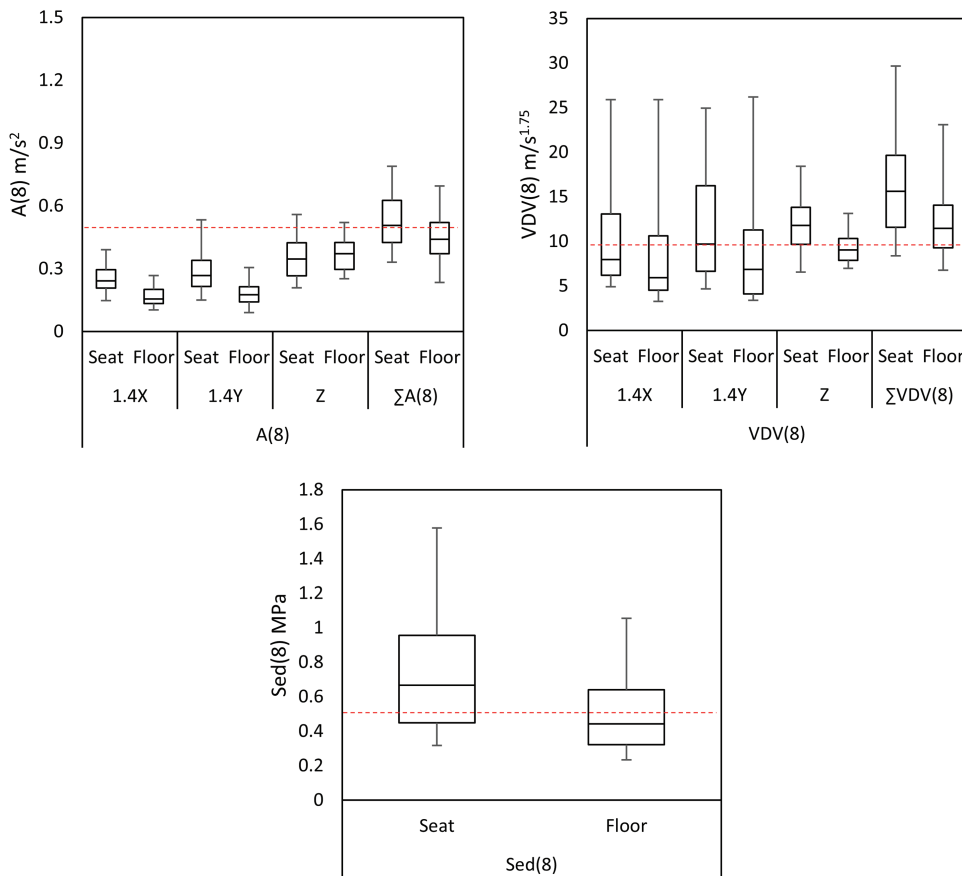 A(8) m/s²
1.5
1.2
0.9
0.6
0.3
0
Seat Floor Seat Floor Seat Floor Seat Floor
1.4X 1.4Y Z ∑A(8)
A(8)
VDV(8) m/s^1.75
35
30
25
20
15
10
5
0
Seat Floor Seat Floor Seat Floor Seat Floor
1.4X 1.4Y Z ∑VDV(8)
VDV(8)
Sed(8) MPa
1.8
1.6
1.4
1.2
1
0.8
0.6
0.4
0.2
0
Seat Floor
Sed(8)